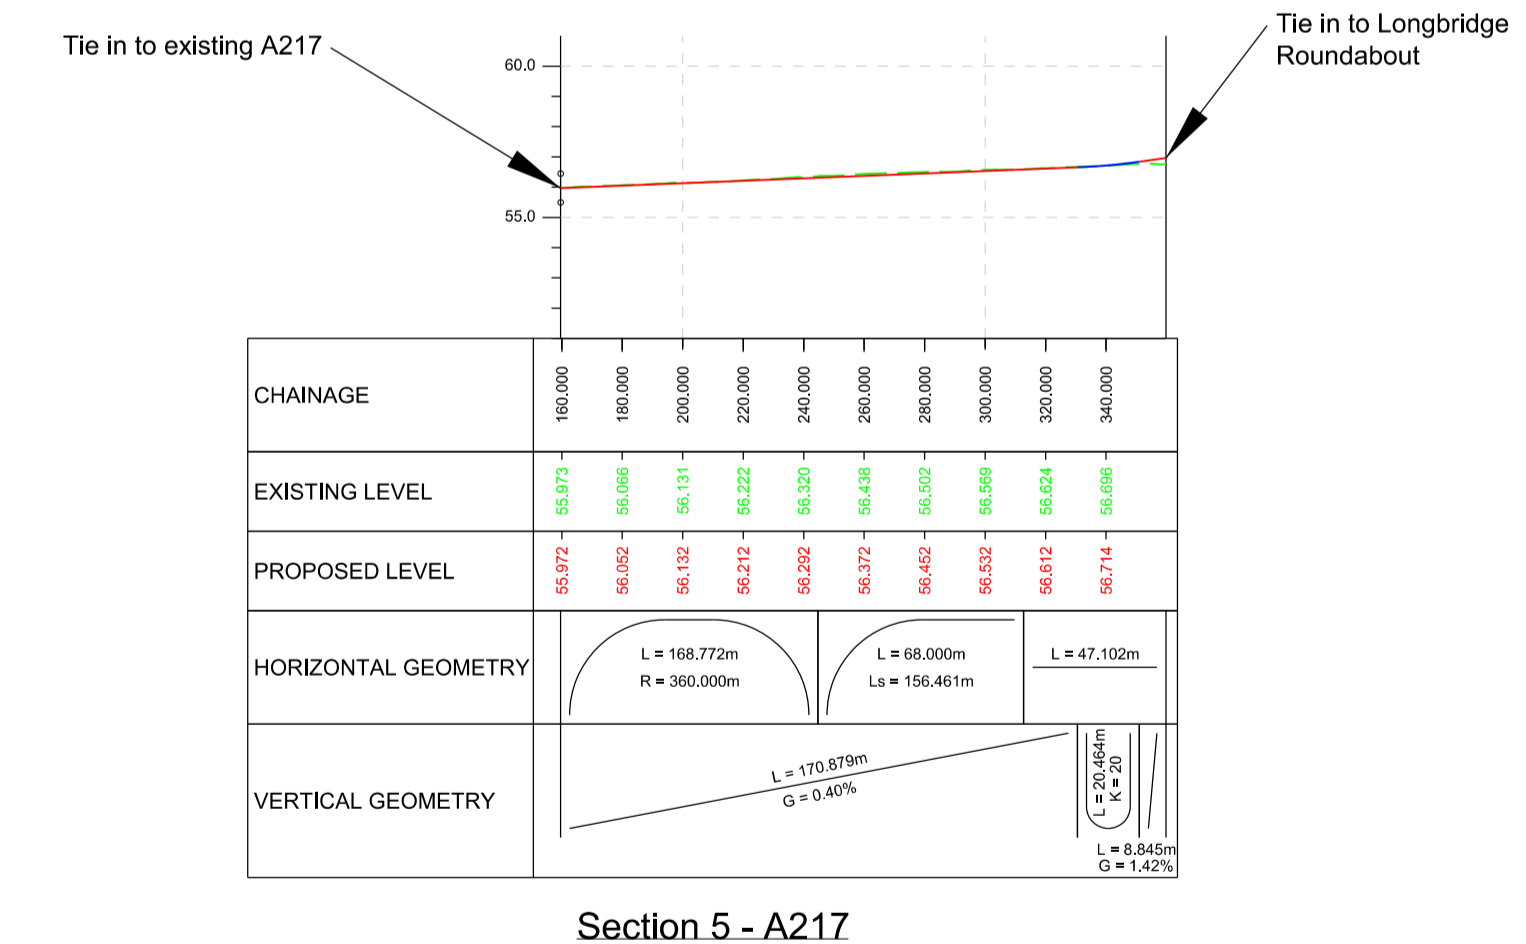 Tie in to existing A217
Tie in to Longbridge
Roundabout
60.0
55.0
CHAINAGE
160.000 180.000 200.000 220.000 240.000 260.000 280.000 300.000 320.000 340.000
EXISTING LEVEL
55.973 56.066 56.131 56.222 56.320 56.438 56.502 56.569 56.624 56.696
PROPOSED LEVEL
55.972 56.052 56.132 56.212 56.292 56.372 56.452 56.532 56.612 56.714
HORIZONTAL GEOMETRY
L = 168.772m
R = 360.000m
L = 68.000m
Ls = 156.461m
L = 47.102m
VERTICAL GEOMETRY
L = 170.879m
G = 0.40%
L = 20.464m
K = 20
L = 8.845m
G = 1.42%
Section 5 - A217